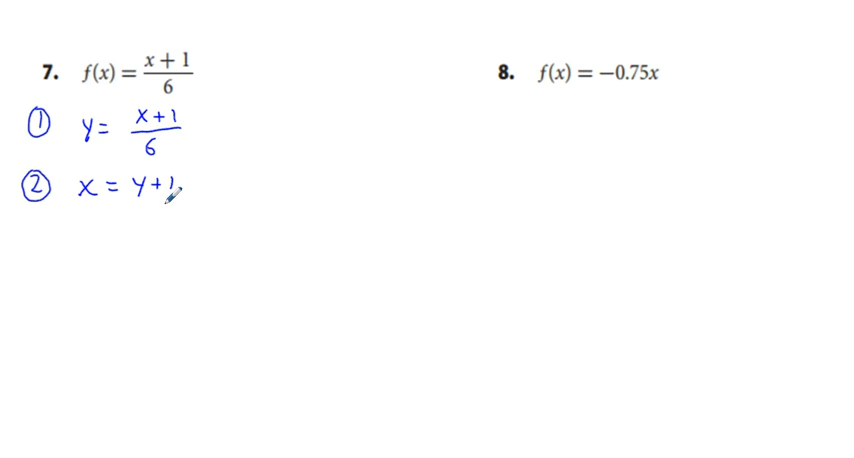 7. f(x) = (x + 1)/6
8. f(x) = −0.75x
① y = (x+1)/6
② x = y+1